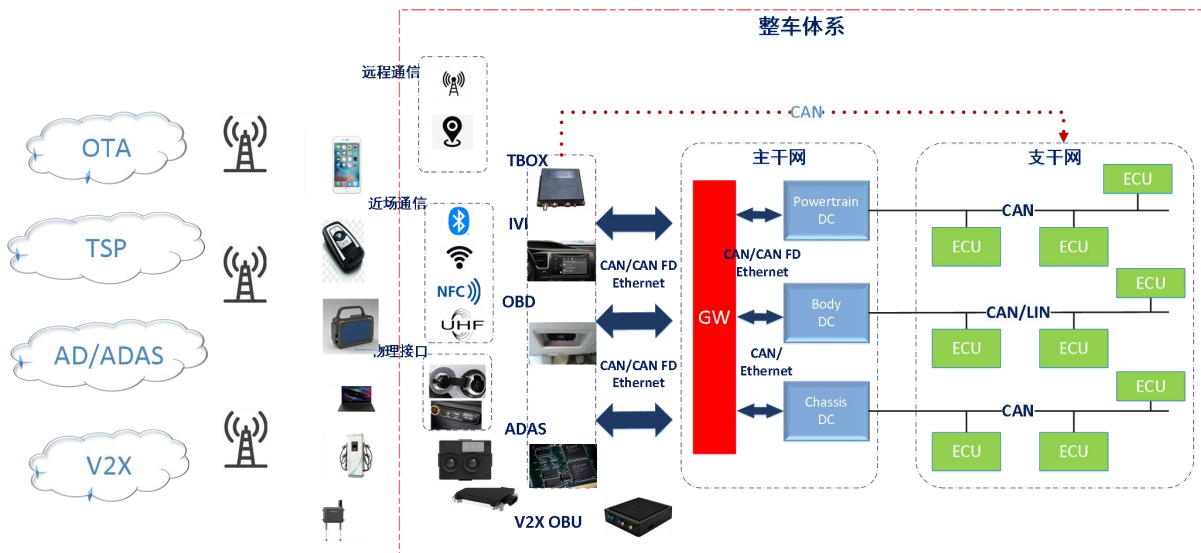 整车体系
远程通信
CAN
OTA
TBOX
主干网
支干网
ECU
Powertrain
DC
CAN
近场通信
IVI
ECU
ECU
TSP
CAN/CAN FD
Ethernet
CAN/CAN FD
Ethernet
ECU
NFC
OBD
GW
Body
DC
CAN/LIN
UHF
ECU
ECU
AD/ADAS
物理接口
CAN/CAN FD
Ethernet
CAN/
Ethernet
ECU
Chassis
DC
CAN
ADAS
ECU
ECU
V2X
V2X OBU